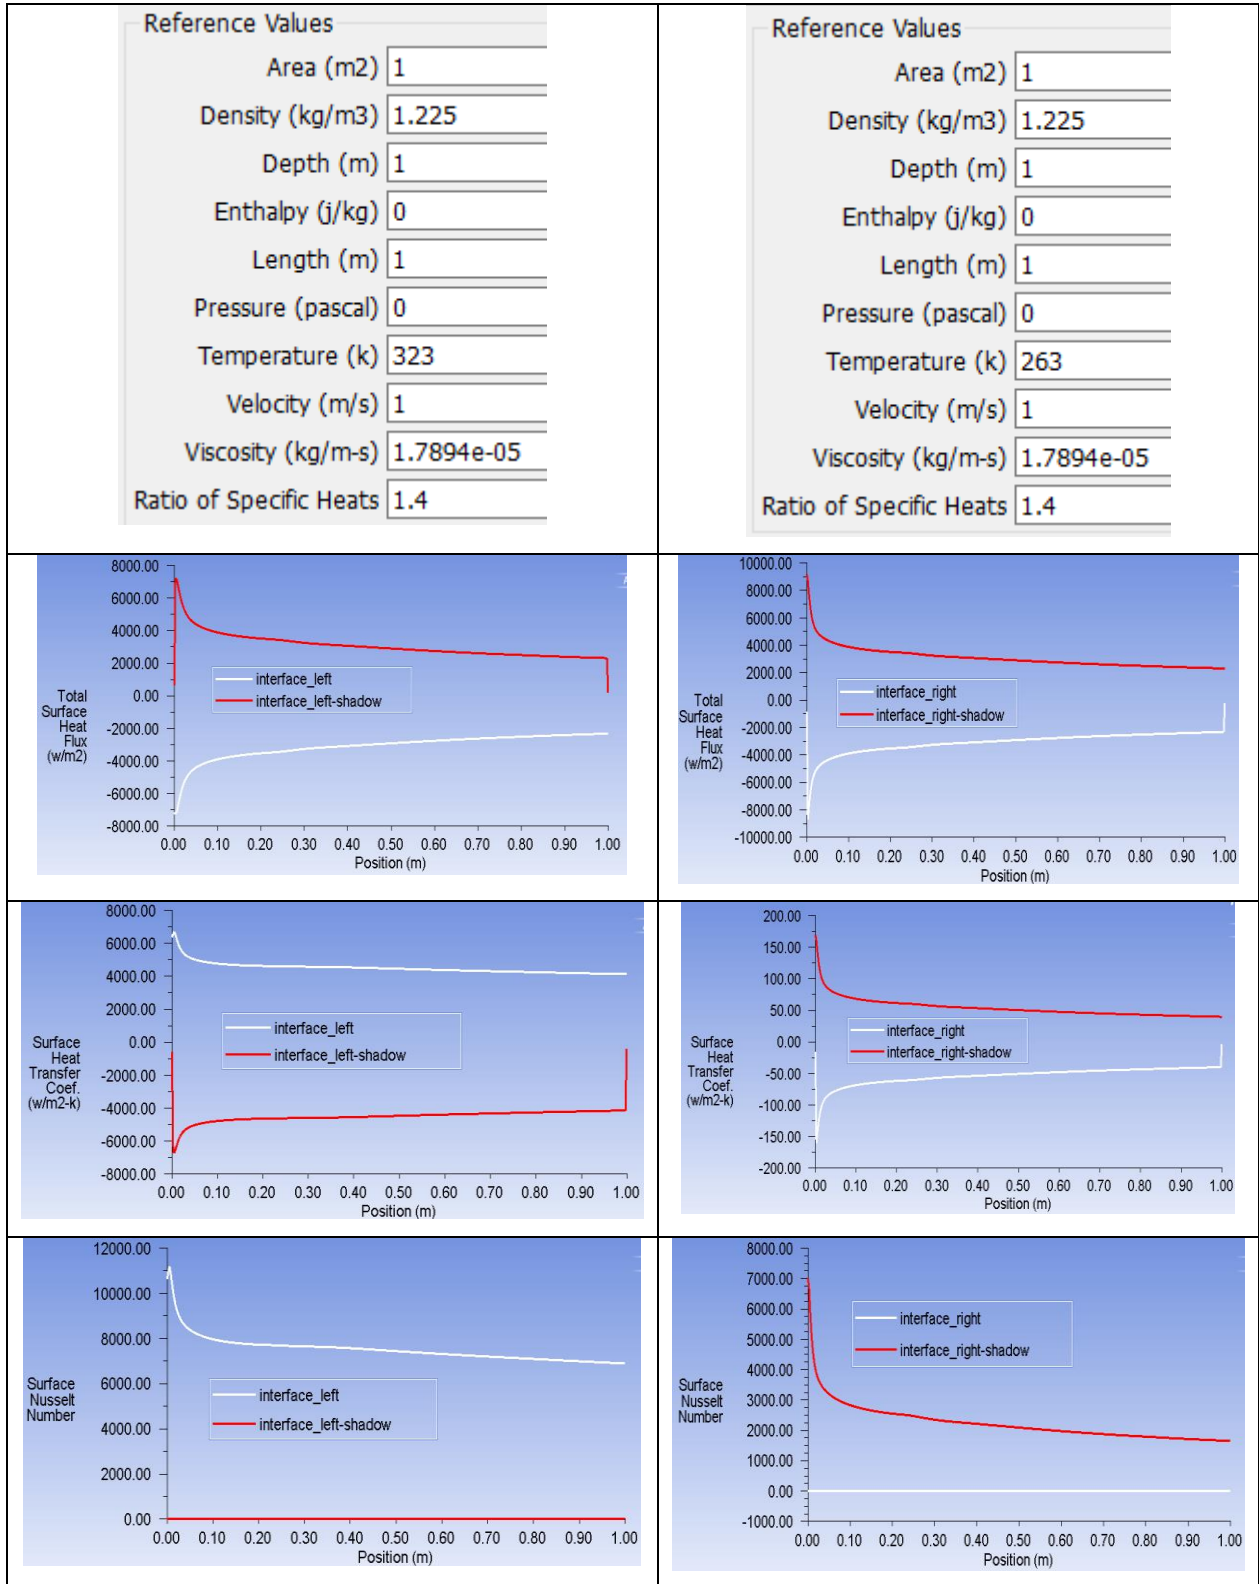 Reference Values
Area (m2) 1
Density (kg/m3) 1.225
Depth (m) 1
Enthalpy (j/kg) 0
Length (m) 1
Pressure (pascal) 0
Temperature (k) 323
Velocity (m/s) 1
Viscosity (kg/m-s) 1.7894e-05
Ratio of Specific Heats 1.4
Reference Values
Area (m2) 1
Density (kg/m3) 1.225
Depth (m) 1
Enthalpy (j/kg) 0
Length (m) 1
Pressure (pascal) 0
Temperature (k) 263
Velocity (m/s) 1
Viscosity (kg/m-s) 1.7894e-05
Ratio of Specific Heats 1.4
8000.00
6000.00
4000.00
2000.00
0.00
-2000.00
-4000.00
-6000.00
-8000.00
Total
Surface
Heat
Flux
(w/m2)
interface_left
interface_left-shadow
0.00 0.10 0.20 0.30 0.40 0.50 0.60 0.70 0.80 0.90 1.00
Position (m)
10000.00
8000.00
6000.00
4000.00
2000.00
0.00
-2000.00
-4000.00
-6000.00
-8000.00
-10000.00
Total
Surface
Heat
Flux
(w/m2)
interface_right
interface_right-shadow
0.00 0.10 0.20 0.30 0.40 0.50 0.60 0.70 0.80 0.90 1.00
Position (m)
8000.00
6000.00
4000.00
2000.00
0.00
-2000.00
-4000.00
-6000.00
-8000.00
Surface
Heat
Transfer
Coef.
(w/m2-k)
interface_left
interface_left-shadow
0.00 0.10 0.20 0.30 0.40 0.50 0.60 0.70 0.80 0.90 1.00
Position (m)
200.00
150.00
100.00
50.00
0.00
-50.00
-100.00
-150.00
-200.00
Surface
Heat
Transfer
Coef.
(w/m2-k)
interface_right
interface_right-shadow
0.00 0.10 0.20 0.30 0.40 0.50 0.60 0.70 0.80 0.90 1.00
Position (m)
12000.00
10000.00
8000.00
6000.00
4000.00
2000.00
0.00
Surface
Nusselt
Number
interface_left
interface_left-shadow
0.00 0.10 0.20 0.30 0.40 0.50 0.60 0.70 0.80 0.90 1.00
Position (m)
8000.00
7000.00
6000.00
5000.00
4000.00
3000.00
2000.00
1000.00
0.00
-1000.00
Surface
Nusselt
Number
interface_right
interface_right-shadow
0.00 0.10 0.20 0.30 0.40 0.50 0.60 0.70 0.80 0.90 1.00
Position (m)